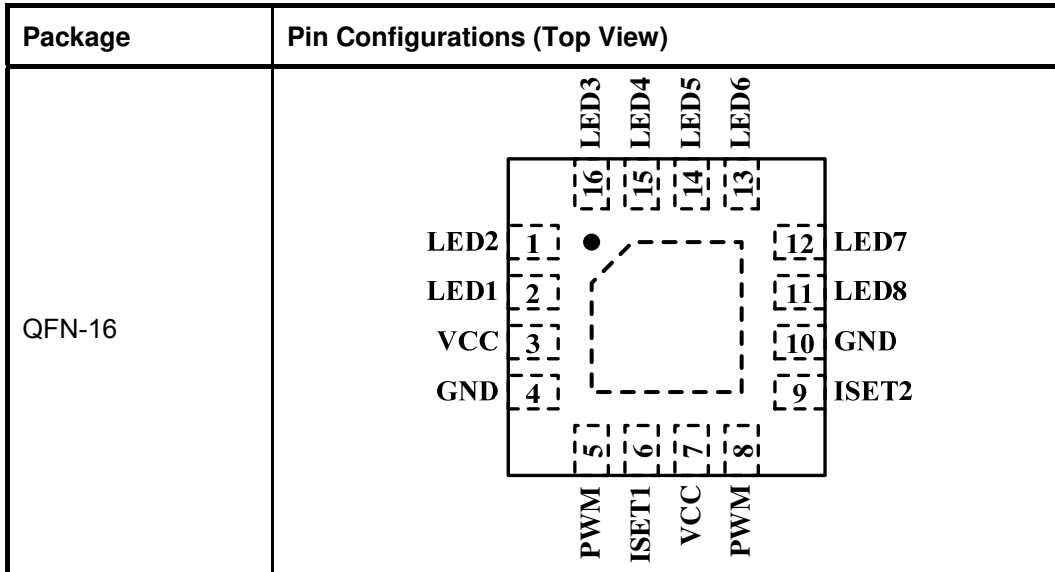 Package
Pin Configurations (Top View)
QFN-16
LED3
LED4
LED5
LED6
16
15
14
13
LED2 1
12 LED7
LED1 2
11 LED8
VCC 3
10 GND
GND 4
9 ISET2
5
6
7
8
PWM
ISET1
VCC
PWM